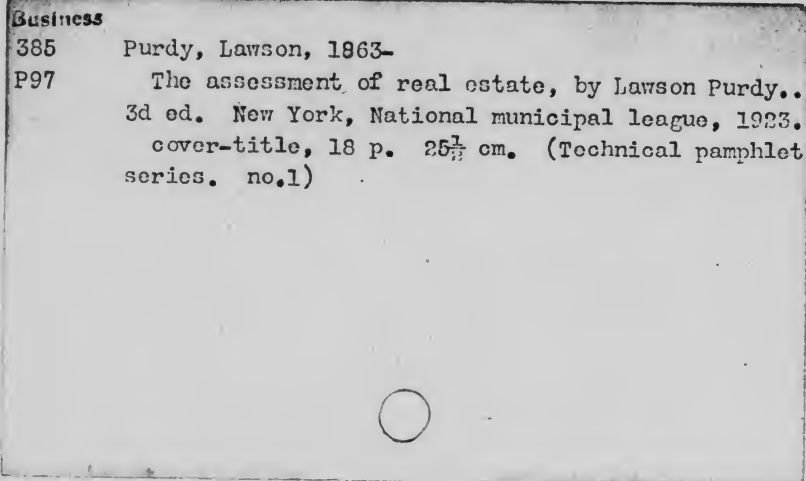 Business
385 Purdy, Lawson, 1863-
P97 The assessment of real estate, by Lawson Purdy..
3d ed. New York, National municipal league, 1923.
cover-title, 18 p. 25½ cm. (Technical pamphlet
series. no.1)